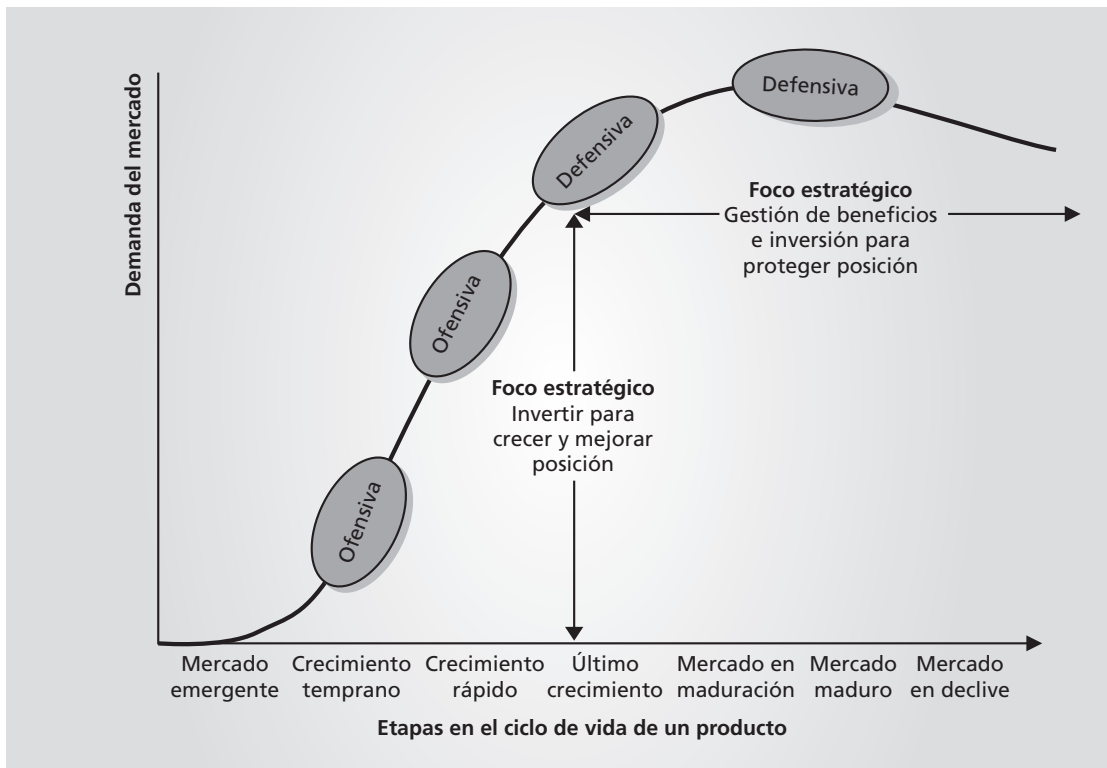 Demanda del mercado
Ofensiva
Ofensiva
Defensiva
Defensiva
Foco estratégico
Gestión de beneficios
e inversión para
proteger posición
Foco estratégico
Invertir para
crecer y mejorar
posición
Mercado
emergente
Crecimiento
temprano
Crecimiento
rápido
Último
crecimiento
Mercado en
maduración
Mercado
maduro
Mercado
en declive
Etapas en el ciclo de vida de un producto